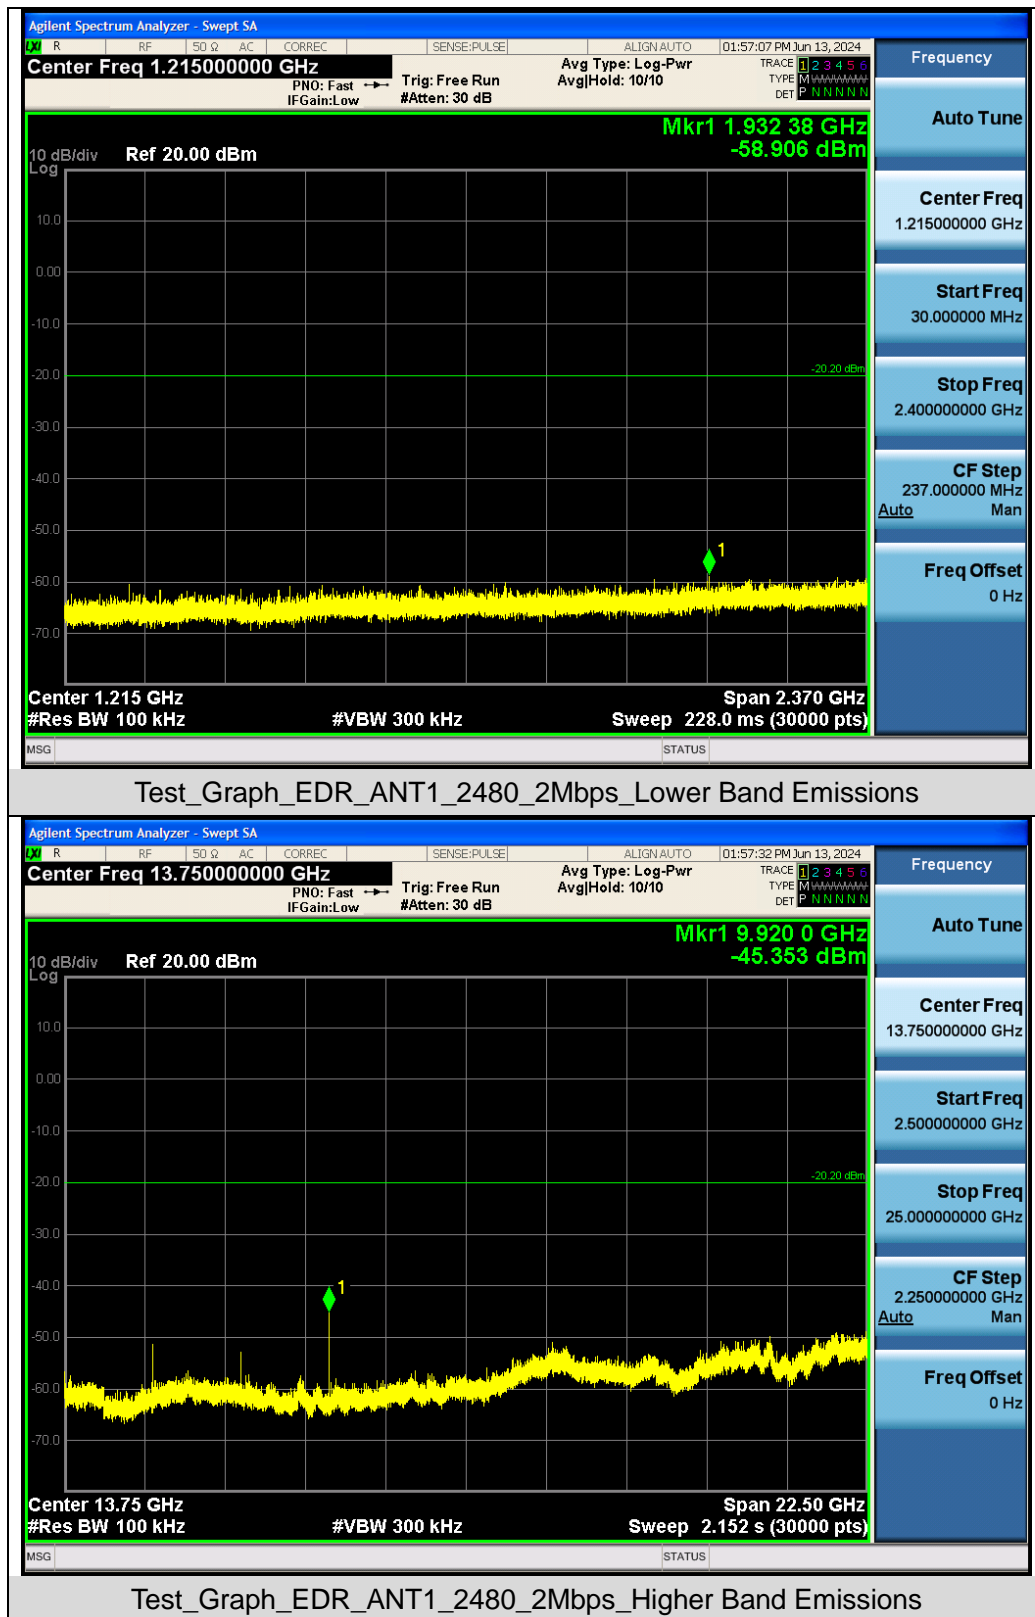 Agilent Spectrum Analyzer - Swept SA
LXI R RF 50 Ω AC CORREC SENSE:PULSE ALIGN AUTO 01:57:07 PM Jun 13, 2024
Center Freq 1.215000000 GHz
PNO: Fast
IFGain:Low
Trig: Free Run
#Atten: 30 dB
Avg Type: Log-Pwr
Avg|Hold: 10/10
TRACE 1 2 3 4 5 6
TYPE M W W W W W
DET P N N N N N
Frequency
Auto Tune
Mkr1 1.932 38 GHz
-58.906 dBm
10 dB/div
Log
Ref 20.00 dBm
10.0
0.00
-10.0
-20.0
-30.0
-40.0
-50.0
-60.0
-70.0
-20.20 dBm
1
Center Freq
1.215000000 GHz
Start Freq
30.000000 MHz
Stop Freq
2.400000000 GHz
CF Step
237.000000 MHz
Auto Man
Freq Offset
0 Hz
Center 1.215 GHz Span 2.370 GHz
#Res BW 100 kHz #VBW 300 kHz Sweep 228.0 ms (30000 pts)
MSG STATUS
Test_Graph_EDR_ANT1_2480_2Mbps_Lower Band Emissions
Agilent Spectrum Analyzer - Swept SA
LXI R RF 50 Ω AC CORREC SENSE:PULSE ALIGN AUTO 01:57:32 PM Jun 13, 2024
Center Freq 13.750000000 GHz
PNO: Fast
IFGain:Low
Trig: Free Run
#Atten: 30 dB
Avg Type: Log-Pwr
Avg|Hold: 10/10
TRACE 1 2 3 4 5 6
TYPE M W W W W W
DET P N N N N N
Frequency
Auto Tune
Mkr1 9.920 0 GHz
-45.353 dBm
10 dB/div
Log
Ref 20.00 dBm
10.0
0.00
-10.0
-20.0
-30.0
-40.0
-50.0
-60.0
-70.0
-20.20 dBm
1
Center Freq
13.750000000 GHz
Start Freq
2.500000000 GHz
Stop Freq
25.000000000 GHz
CF Step
2.250000000 GHz
Auto Man
Freq Offset
0 Hz
Center 13.75 GHz Span 22.50 GHz
#Res BW 100 kHz #VBW 300 kHz Sweep 2.152 s (30000 pts)
MSG STATUS
Test_Graph_EDR_ANT1_2480_2Mbps_Higher Band Emissions